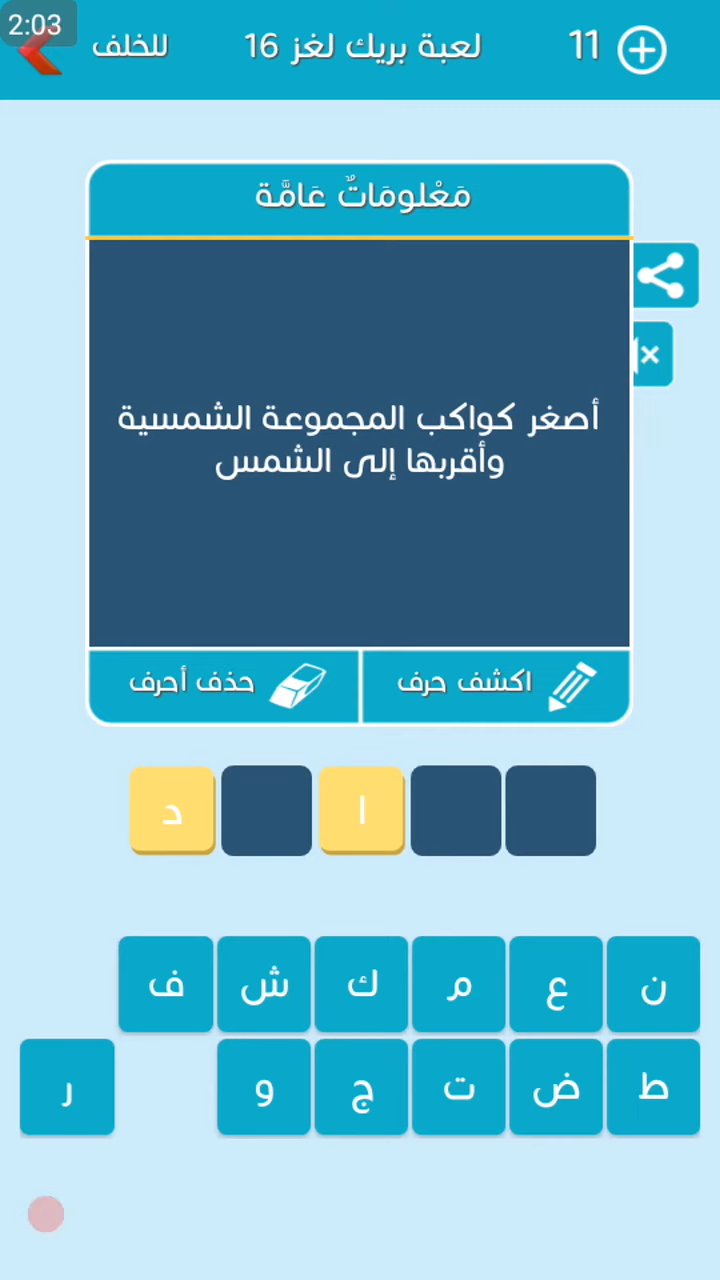 2:03
للخلف
لعبة بريك لغز 16
11
مَعْلومَاتٌ عَامَّة
أصغر كواكب المجموعة الشمسية
وأقربها إلى الشمس
اكشف حرف
حذف أحرف
ا د
ن ع م ك ش ف
ط ض ت ج و ر